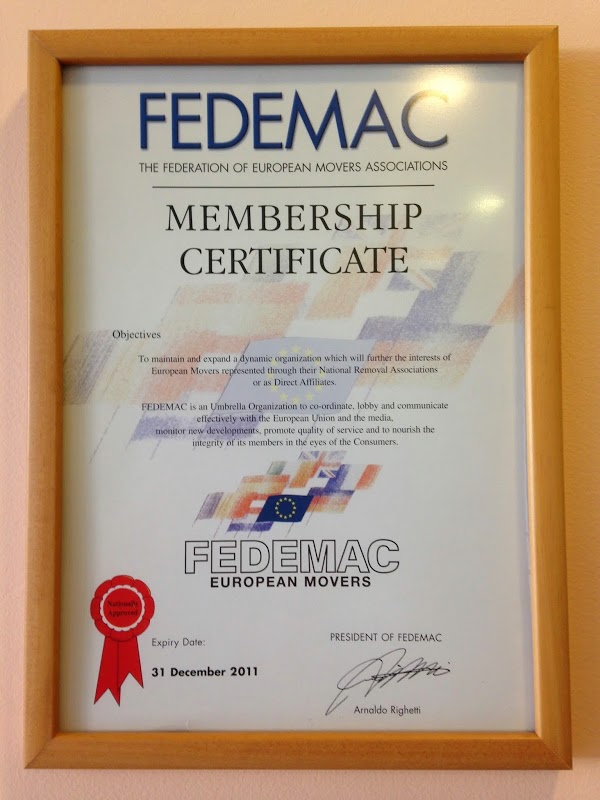 FEDEMAC
THE FEDERATION OF EUROPEAN MOVERS ASSOCIATIONS
MEMBERSHIP
CERTIFICATE
Objectives
To maintain and expand a dynamic organization which will further the interests of
European Movers represented through their National Removal Associations
or as Direct Affiliates.
FEDEMAC is an Umbrella Organization to co-ordinate, lobby and communicate
effectively with the European Union and the media,
monitor new developments, promote quality of service and to nourish the
integrity of its members in the eyes of the Consumers.
FEDEMAC
EUROPEAN MOVERS
Nationally
Approved
Expiry Date:
31 December 2011
PRESIDENT OF FEDEMAC
Arnaldo Righetti